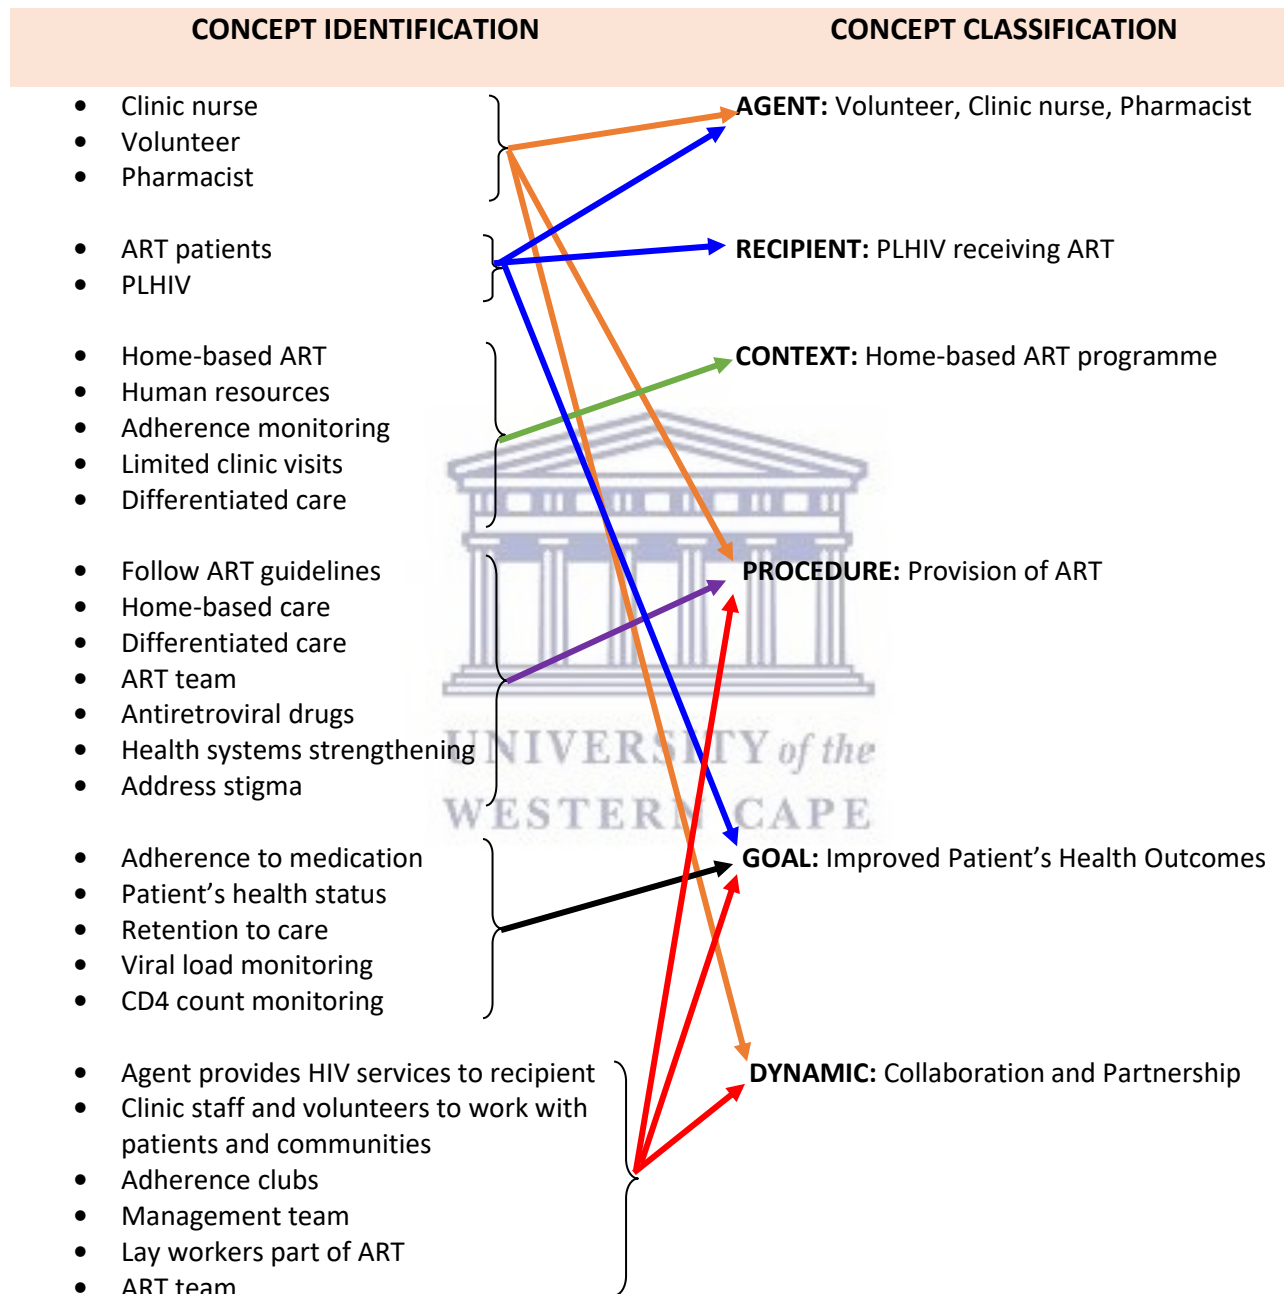 CONCEPT IDENTIFICATION
CONCEPT CLASSIFICATION
• Clinic nurse
• Volunteer
• Pharmacist
• ART patients
• PLHIV
• Home-based ART
• Human resources
• Adherence monitoring
• Limited clinic visits
• Differentiated care
• Follow ART guidelines
• Home-based care
• Differentiated care
• ART team
• Antiretroviral drugs
• Health systems strengthening
• Address stigma
• Adherence to medication
• Patient’s health status
• Retention to care
• Viral load monitoring
• CD4 count monitoring
• Agent provides HIV services to recipient
• Clinic staff and volunteers to work with
patients and communities
• Adherence clubs
• Management team
• Lay workers part of ART
• ART team
AGENT: Volunteer, Clinic nurse, Pharmacist
RECIPIENT: PLHIV receiving ART
CONTEXT: Home-based ART programme
PROCEDURE: Provision of ART
GOAL: Improved Patient’s Health Outcomes
DYNAMIC: Collaboration and Partnership
UNIVERSITY of the
WESTERN CAPE